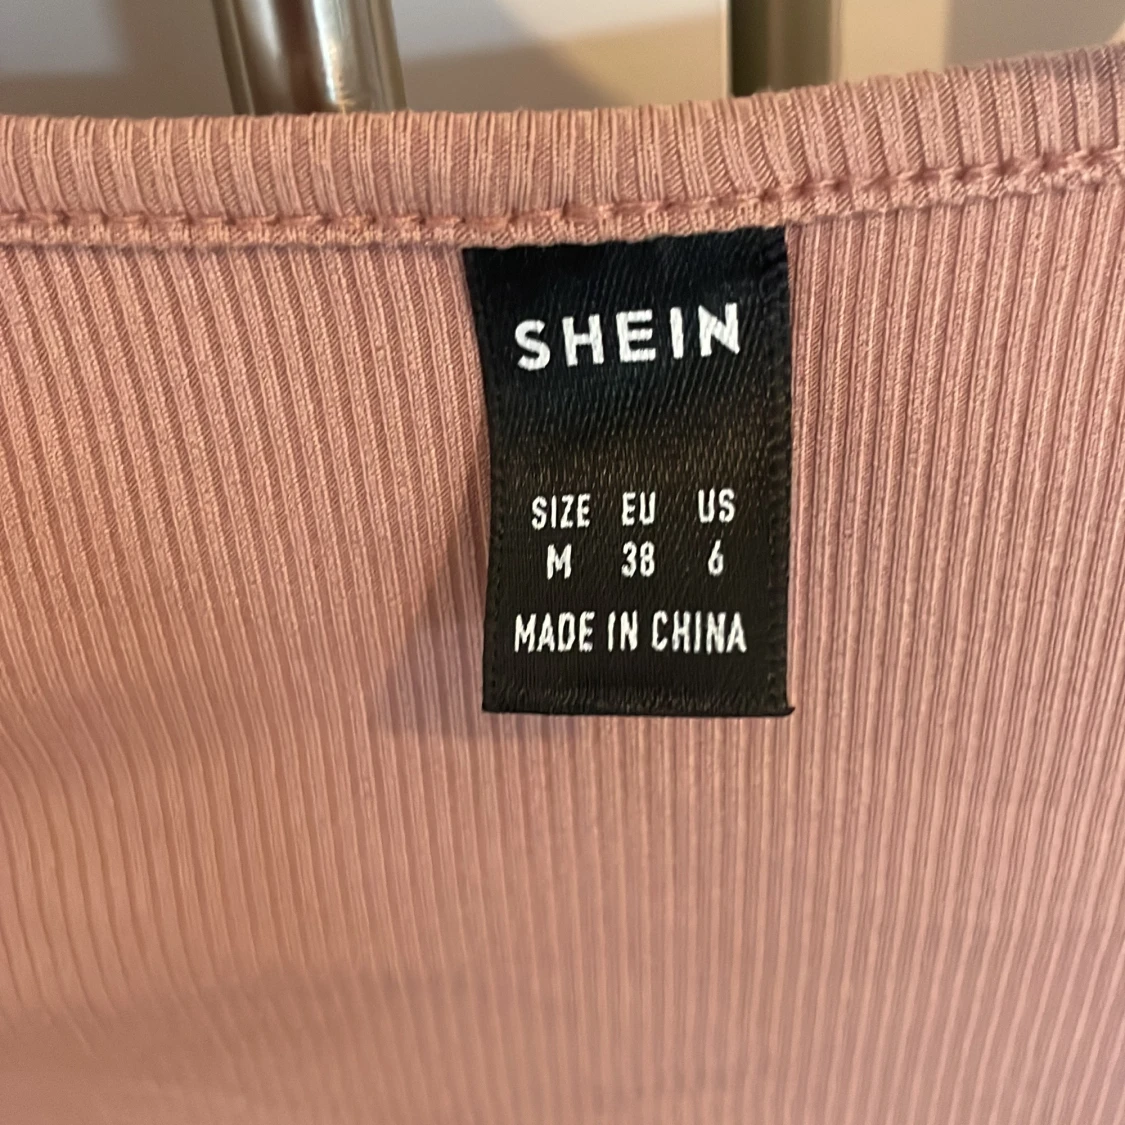 SHEIN
SIZE EU US
M 38 6
MADE IN CHINA